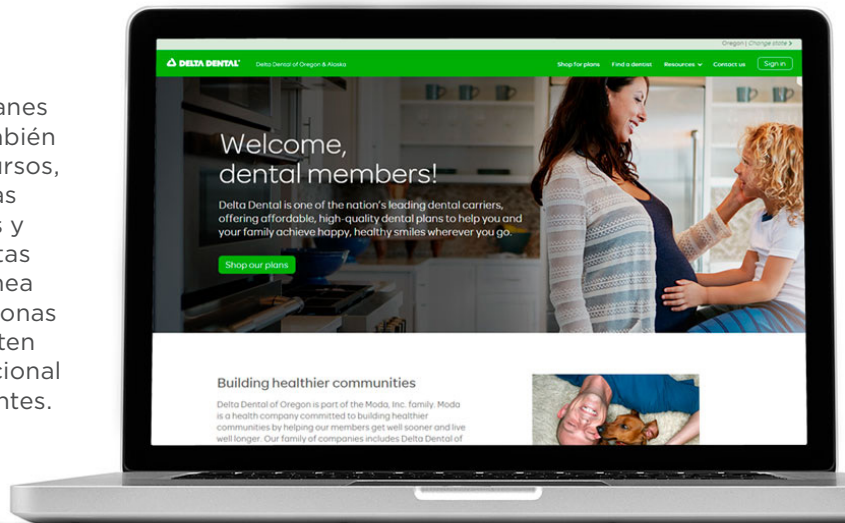 anes
mbién
ursos,
as
s y
tas
nea
onas
ten
cional
ntes.
Oregon | Change state >
DELTA DENTAL®
Delta Dental of Oregon & Alaska
Shop for plans
Find a dentist
Resources
Contact us
Sign in
Welcome,
dental members!
Delta Dental is one of the nation's leading dental carriers,
offering affordable, high-quality dental plans to help you and
your family achieve happy, healthy smiles wherever you go.
Shop our plans
Building healthier communities
Delta Dental of Oregon is part of the Moda, Inc. family. Moda
is a health company committed to building healthier
communities by helping our members get well sooner and live
well longer. Our family of companies includes Delta Dental of